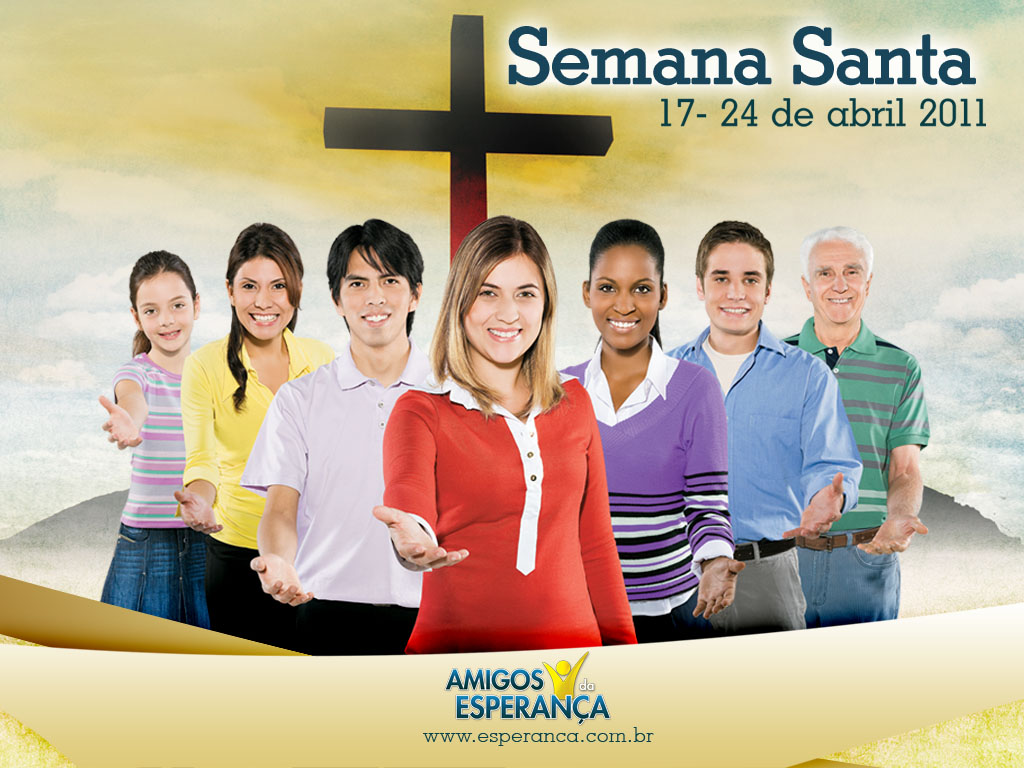 Semana Santa
17- 24 de abril 2011
AMIGOS da
ESPERANÇA
www.esperanca.com.br